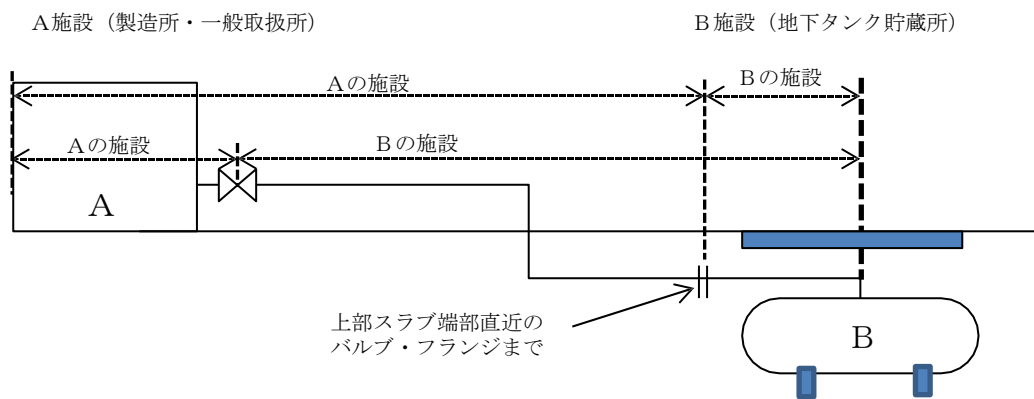 A施設（製造所・一般取扱所）
B施設（地下タンク貯蔵所）
Aの施設
Bの施設
Aの施設
Bの施設
A
上部スラブ端部直近の
バルブ・フランジまで
B